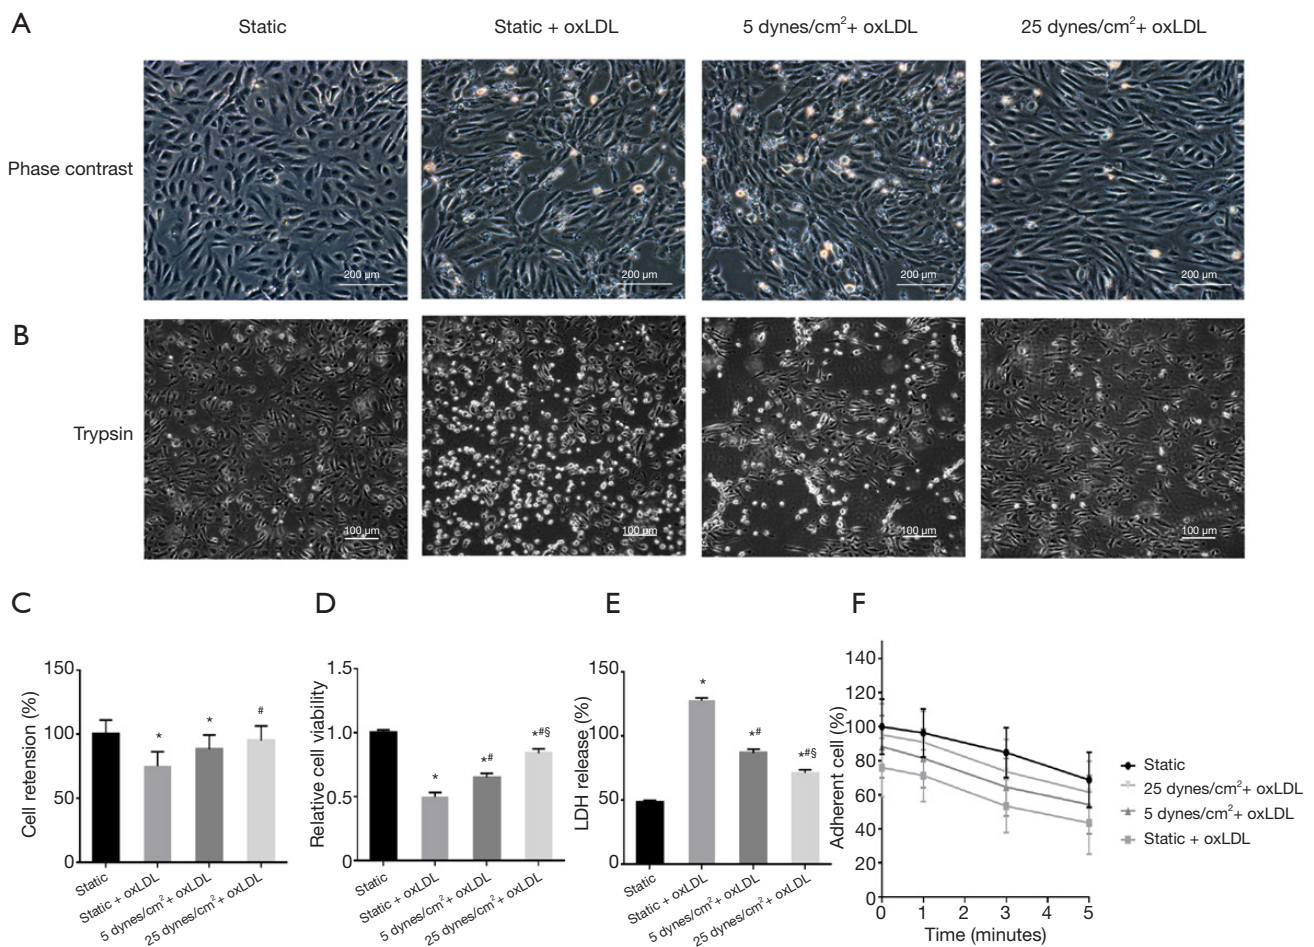 A
Static
Static + oxLDL
5 dynes/cm²+ oxLDL
25 dynes/cm²+ oxLDL
Phase contrast
200 µm
200 µm
200 µm
200 µm
B
Trypsin
100 µm
100 µm
100 µm
100 µm
C
Cell retension (%)
150
100
50
0
*
*
#
Static
Static + oxLDL
5 dynes/cm²+ oxLDL
25 dynes/cm²+ oxLDL
D
Relative cell viability
1.5
1.0
0.5
0.0
*
*#
*#§
Static
Static + oxLDL
5 dynes/cm²+ oxLDL
25 dynes/cm²+ oxLDL
E
LDH release (%)
150
100
50
0
*
*#
*#§
Static
Static + oxLDL
5 dynes/cm²+ oxLDL
25 dynes/cm²+ oxLDL
F
Adherent cell (%)
140
120
100
80
60
40
20
0
0 1 2 3 4 5
Time (minutes)
Static
25 dynes/cm²+ oxLDL
5 dynes/cm²+ oxLDL
Static + oxLDL